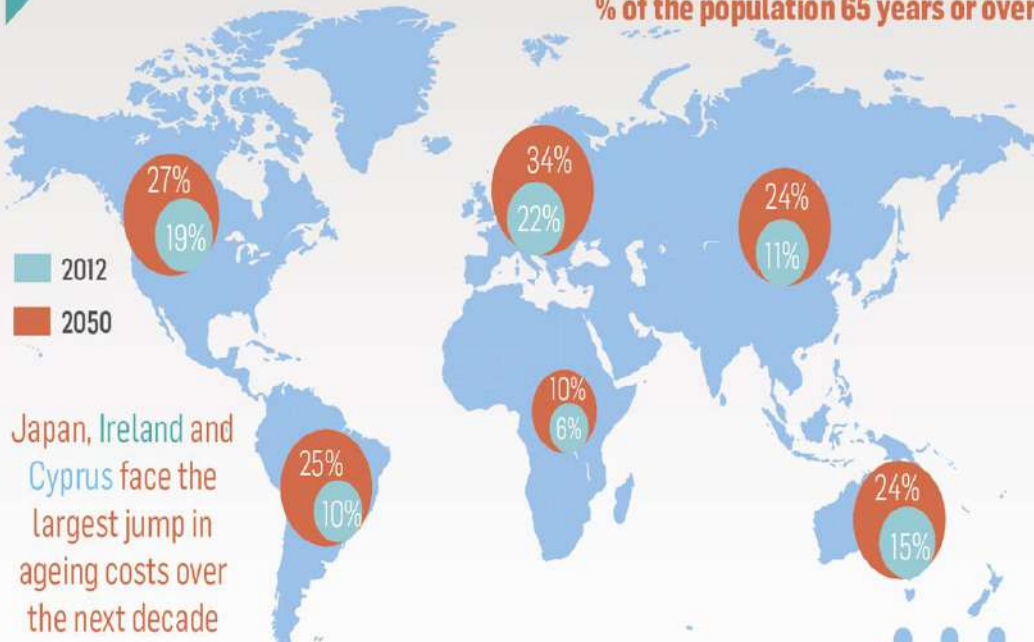 % of the population 65 years or over
27%
19%
34%
22%
24%
11%
2012
2050
10%
6%
25%
10%
24%
15%
Japan, Ireland and
Cyprus face the
largest jump in
ageing costs over
the next decade